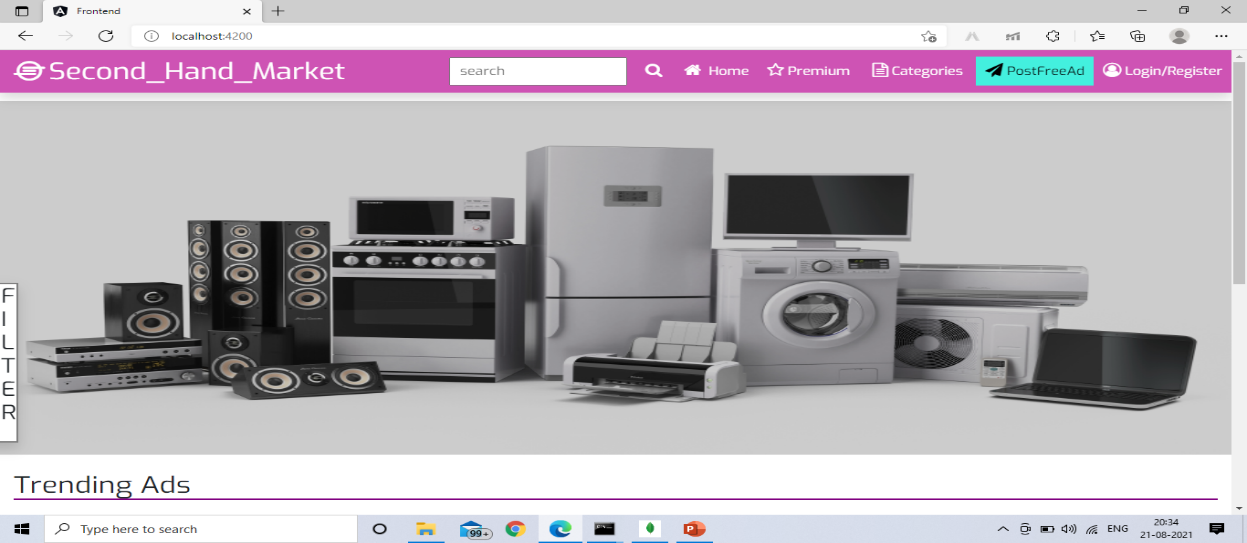 Frontend
localhost:4200
Second_Hand_Market
search
Home
Premium
Categories
PostFreeAd
Login/Register
F
I
L
T
E
R
Trending Ads
Type here to search
99+
ENG
20:34
21-08-2021